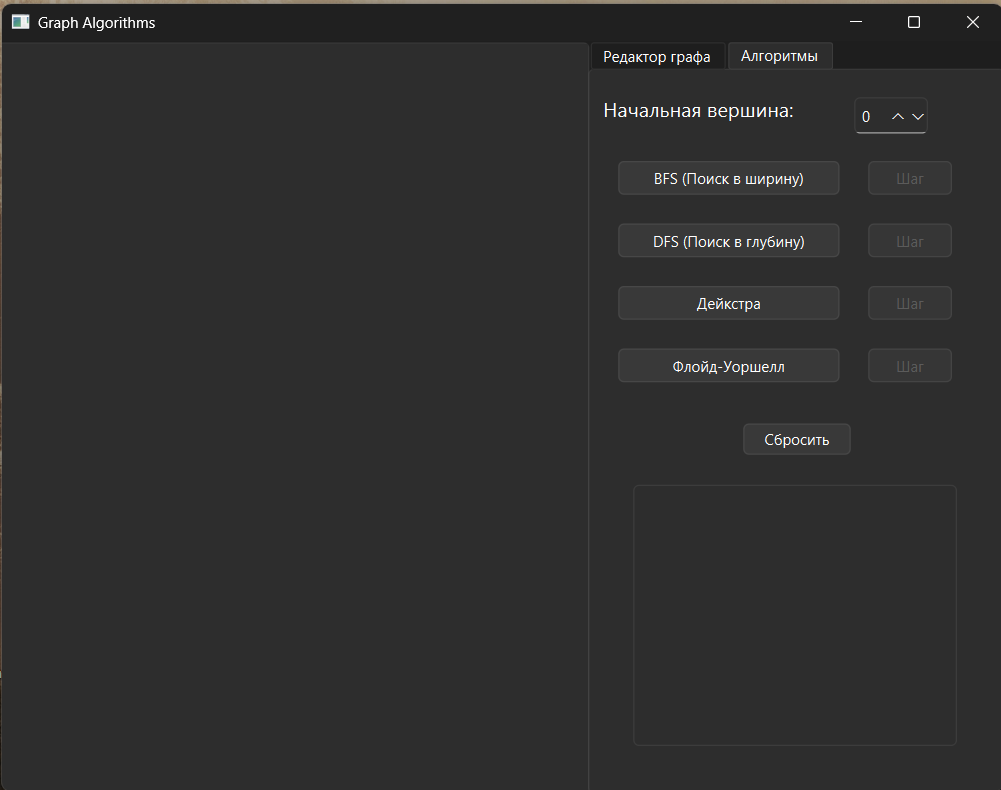 Graph Algorithms
Редактор графа
Алгоритмы
Начальная вершина:
0
BFS (Поиск в ширину)
Шаг
DFS (Поиск в глубину)
Шаг
Дейкстра
Шаг
Флойд-Уоршелл
Шаг
Сбросить